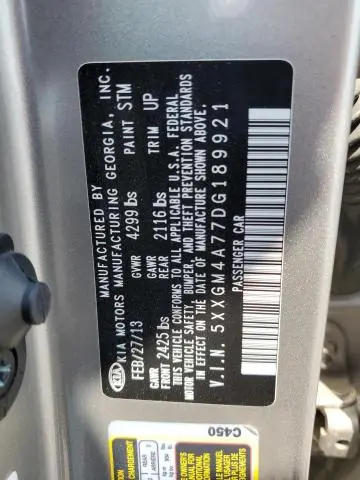 MANUFACTURED BY
KIA KIA MOTORS MANUFACTURING GEORGIA, INC.
FEB/27/13 GVWR 4299 lbs PAINT STM
GAWR FRONT 2425 lbs GAWR REAR 2116 lbs TRIM UP
THIS VEHICLE CONFORMS TO ALL APPLICABLE U.S.A. FEDERAL
MOTOR VEHICLE SAFETY, BUMPER, AND THEFT PREVENTION STANDARDS
IN EFFECT ON THE DATE OF MANUFACTURE SHOWN ABOVE.
V.I.N. 5XXGM4A77DG189921
PASSENGER CAR
C450